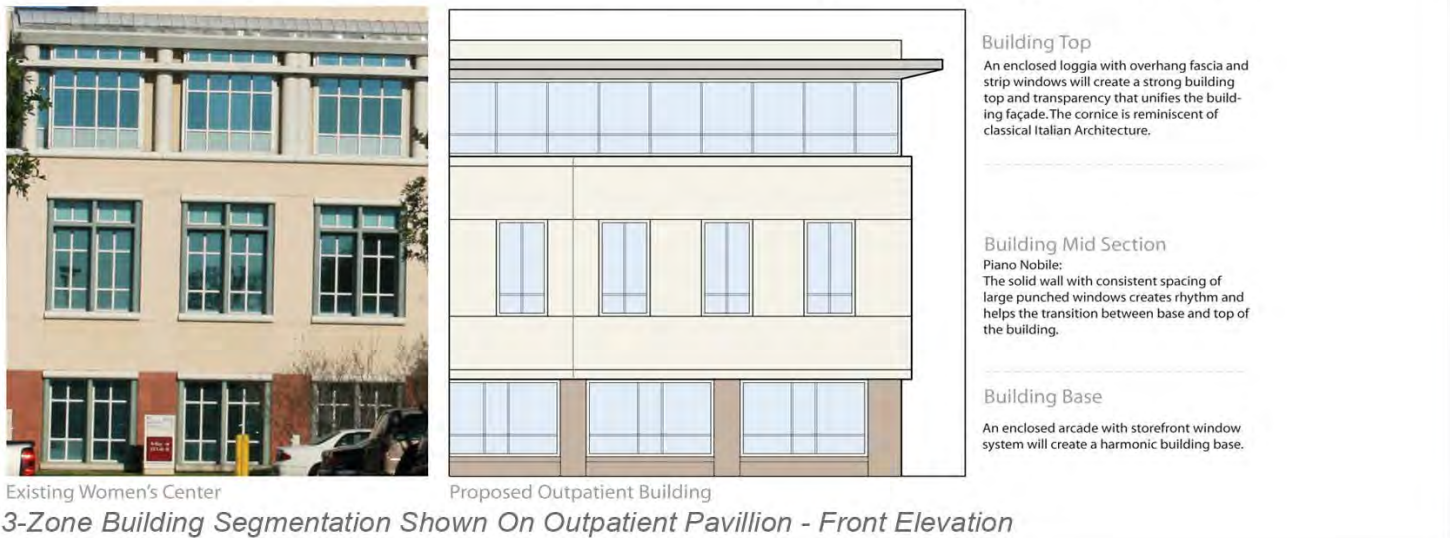 Building Top
An enclosed loggia with overhang fascia and
strip windows will create a strong building
top and transparency that unifies the build-
ing façade. The cornice is reminiscent of
classical Italian Architecture.
Building Mid Section
Piano Nobile:
The solid wall with consistent spacing of
large punched windows creates rhythm and
helps the transition between base and top of
the building.
Building Base
An enclosed arcade with storefront window
system will create a harmonic building base.
Existing Women's Center
Proposed Outpatient Building
3-Zone Building Segmentation Shown On Outpatient Pavillion - Front Elevation